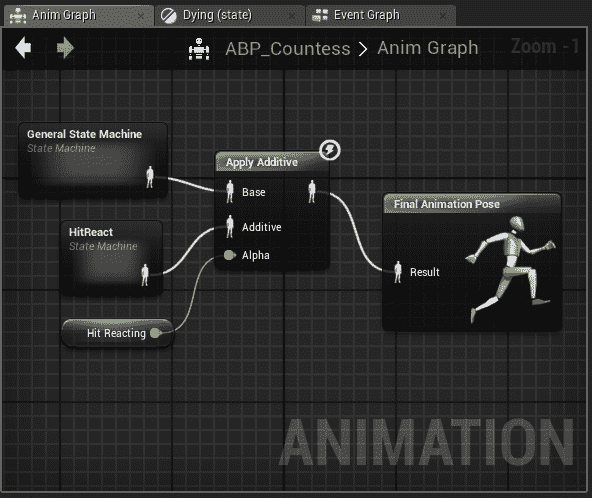 Anim Graph
Dying (state)
Event Graph
ABP_Countess > Anim Graph
Zoom -1
General State Machine
State Machine
Apply Additive
Base
Additive
Alpha
HitReact
State Machine
Hit Reacting
Final Animation Pose
Result
ANIMATION